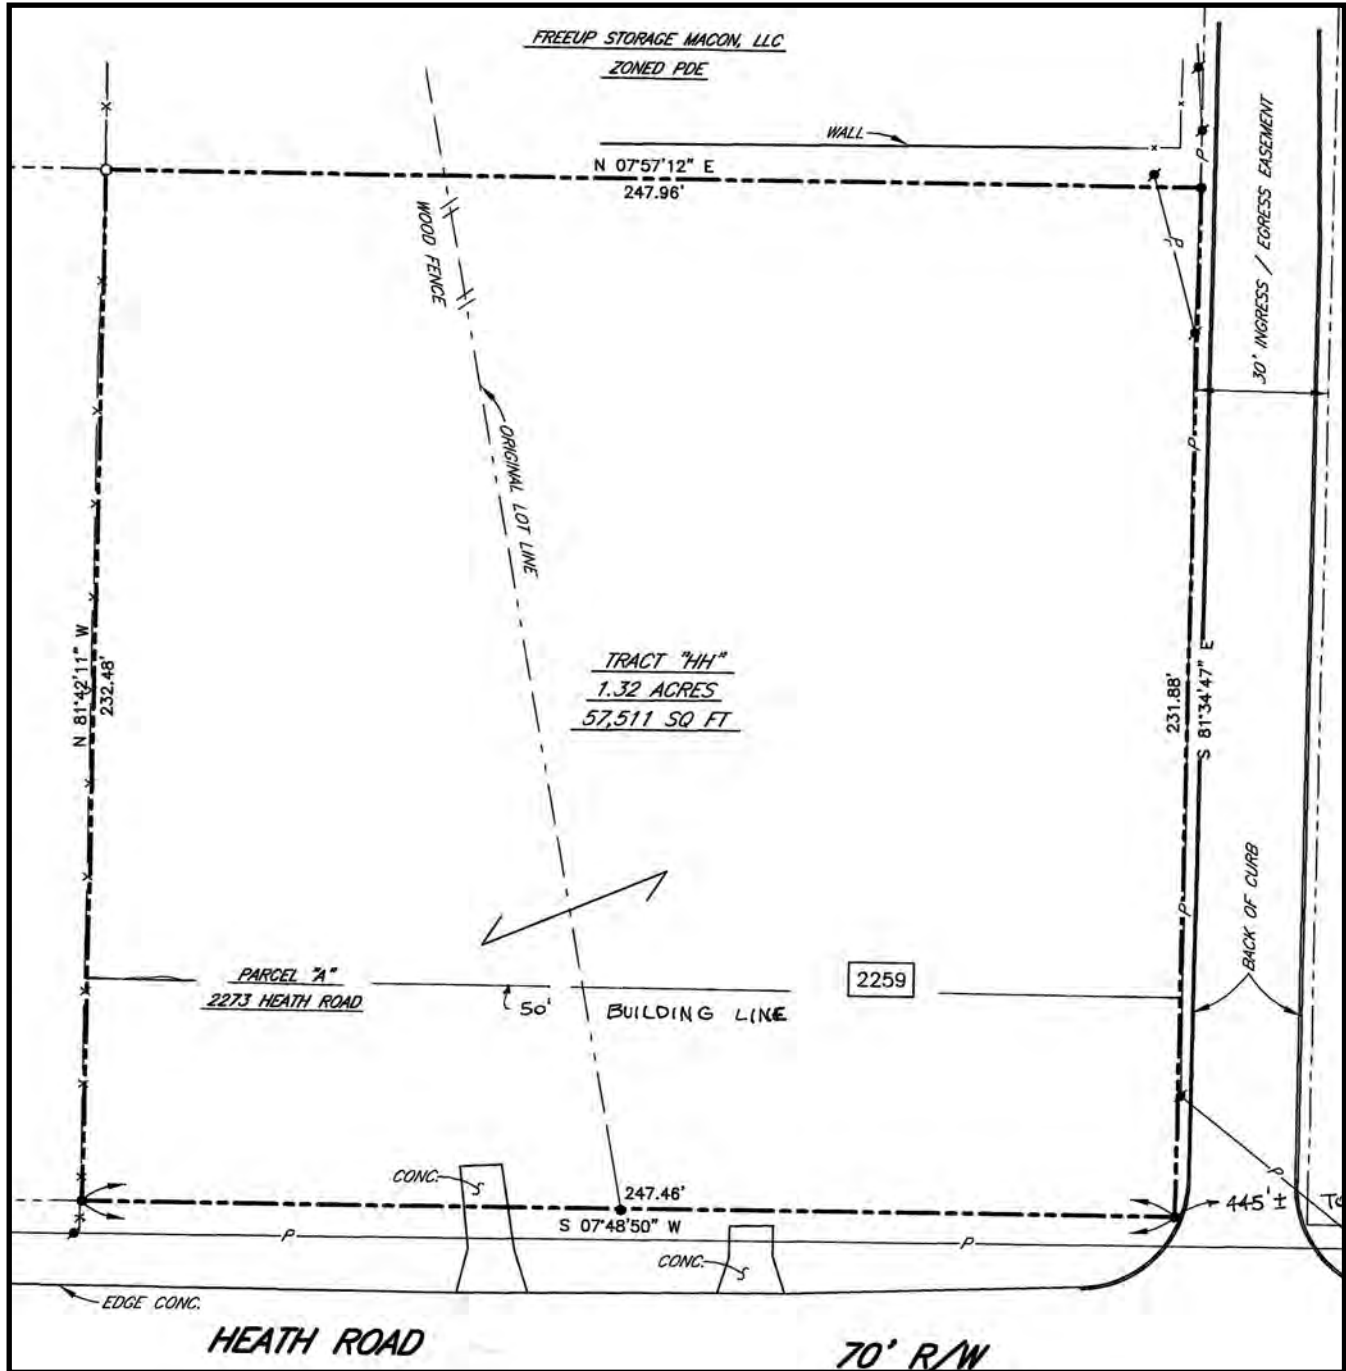 FREEUP STORAGE MACON, LLC
ZONED PDE
WALL
N 07°57'12" E
247.96'
WOOD FENCE
30' INGRESS / EGRESS EASEMENT
P
P
ORIGINAL LOT LINE
P
N 81°42'11" W
232.48'
TRACT "HH"
1.32 ACRES
57,511 SQ FT
231.88'
S 81°34'47" E
BACK OF CURB
P
PARCEL "A"
2273 HEATH ROAD
2259
50'
BUILDING LINE
CONC.
247.46'
S 07°48'50" W
445' ±
To
P
P
P
CONC.
EDGE CONC.
HEATH ROAD
70' R/W